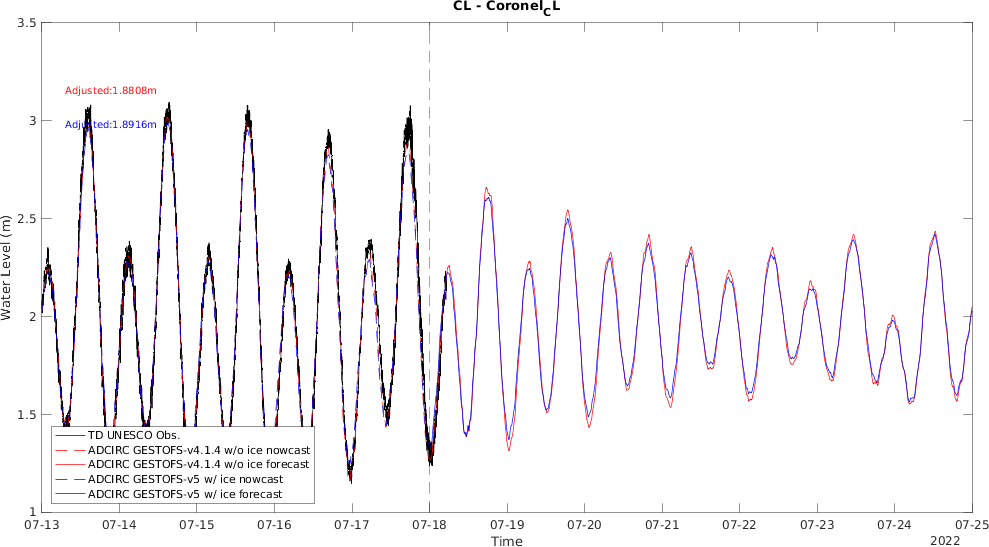 CL - Coronel_CL
3.5
3
2.5
2
1.5
1
Water Level (m)
Adjusted:1.8808m
Adjusted:1.8916m
TD UNESCO Obs.
ADCIRC GESTOFS-v4.1.4 w/o ice nowcast
ADCIRC GESTOFS-v4.1.4 w/o ice forecast
ADCIRC GESTOFS-v5 w/ ice nowcast
ADCIRC GESTOFS-v5 w/ ice forecast
07-13 07-14 07-15 07-16 07-17 07-18 07-19 07-20 07-21 07-22 07-23 07-24 07-25
Time
2022